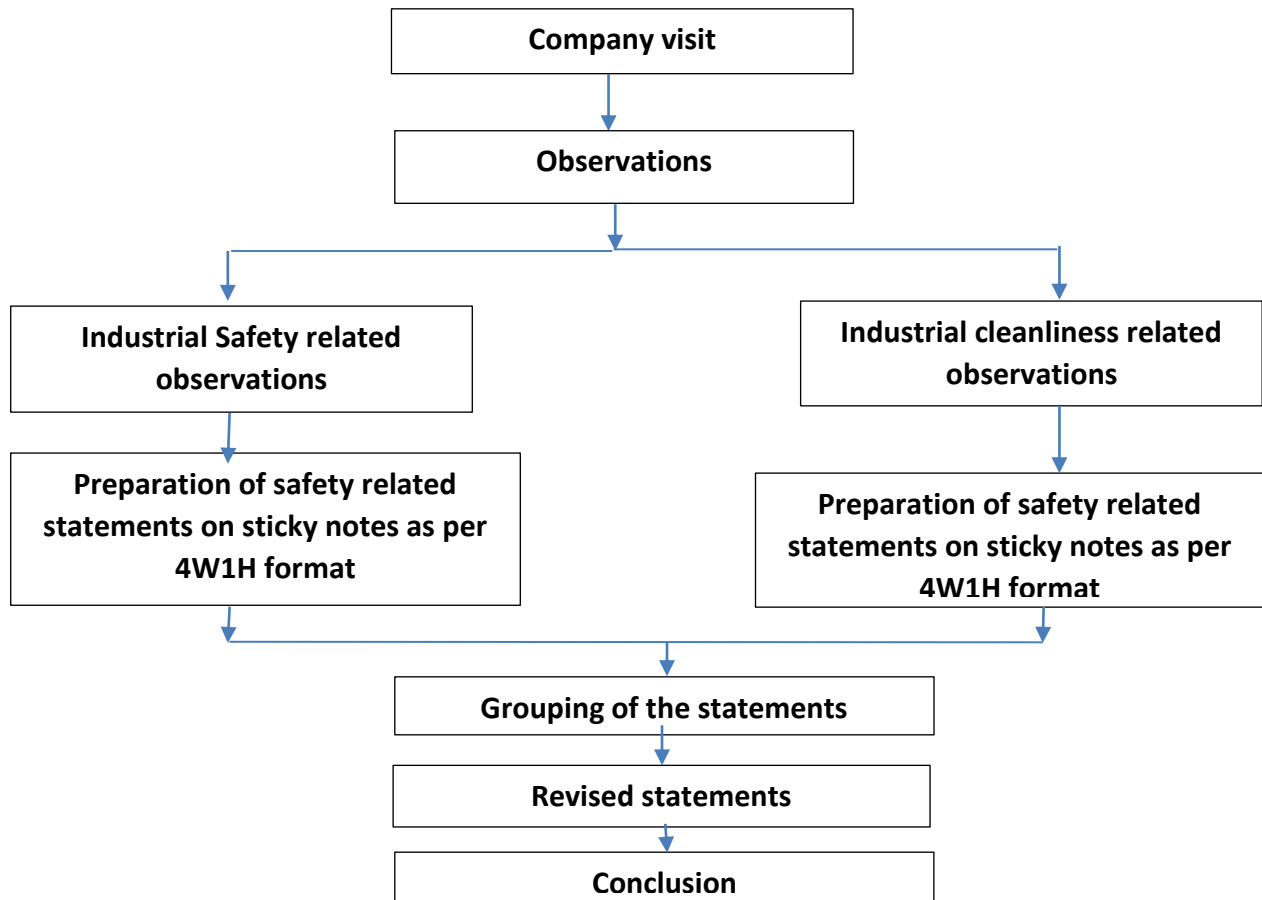 Company visit
Observations
Industrial Safety related
observations
Industrial cleanliness related
observations
Preparation of safety related
statements on sticky notes as per
4W1H format
Preparation of safety related
statements on sticky notes as per
4W1H format
Grouping of the statements
Revised statements
Conclusion